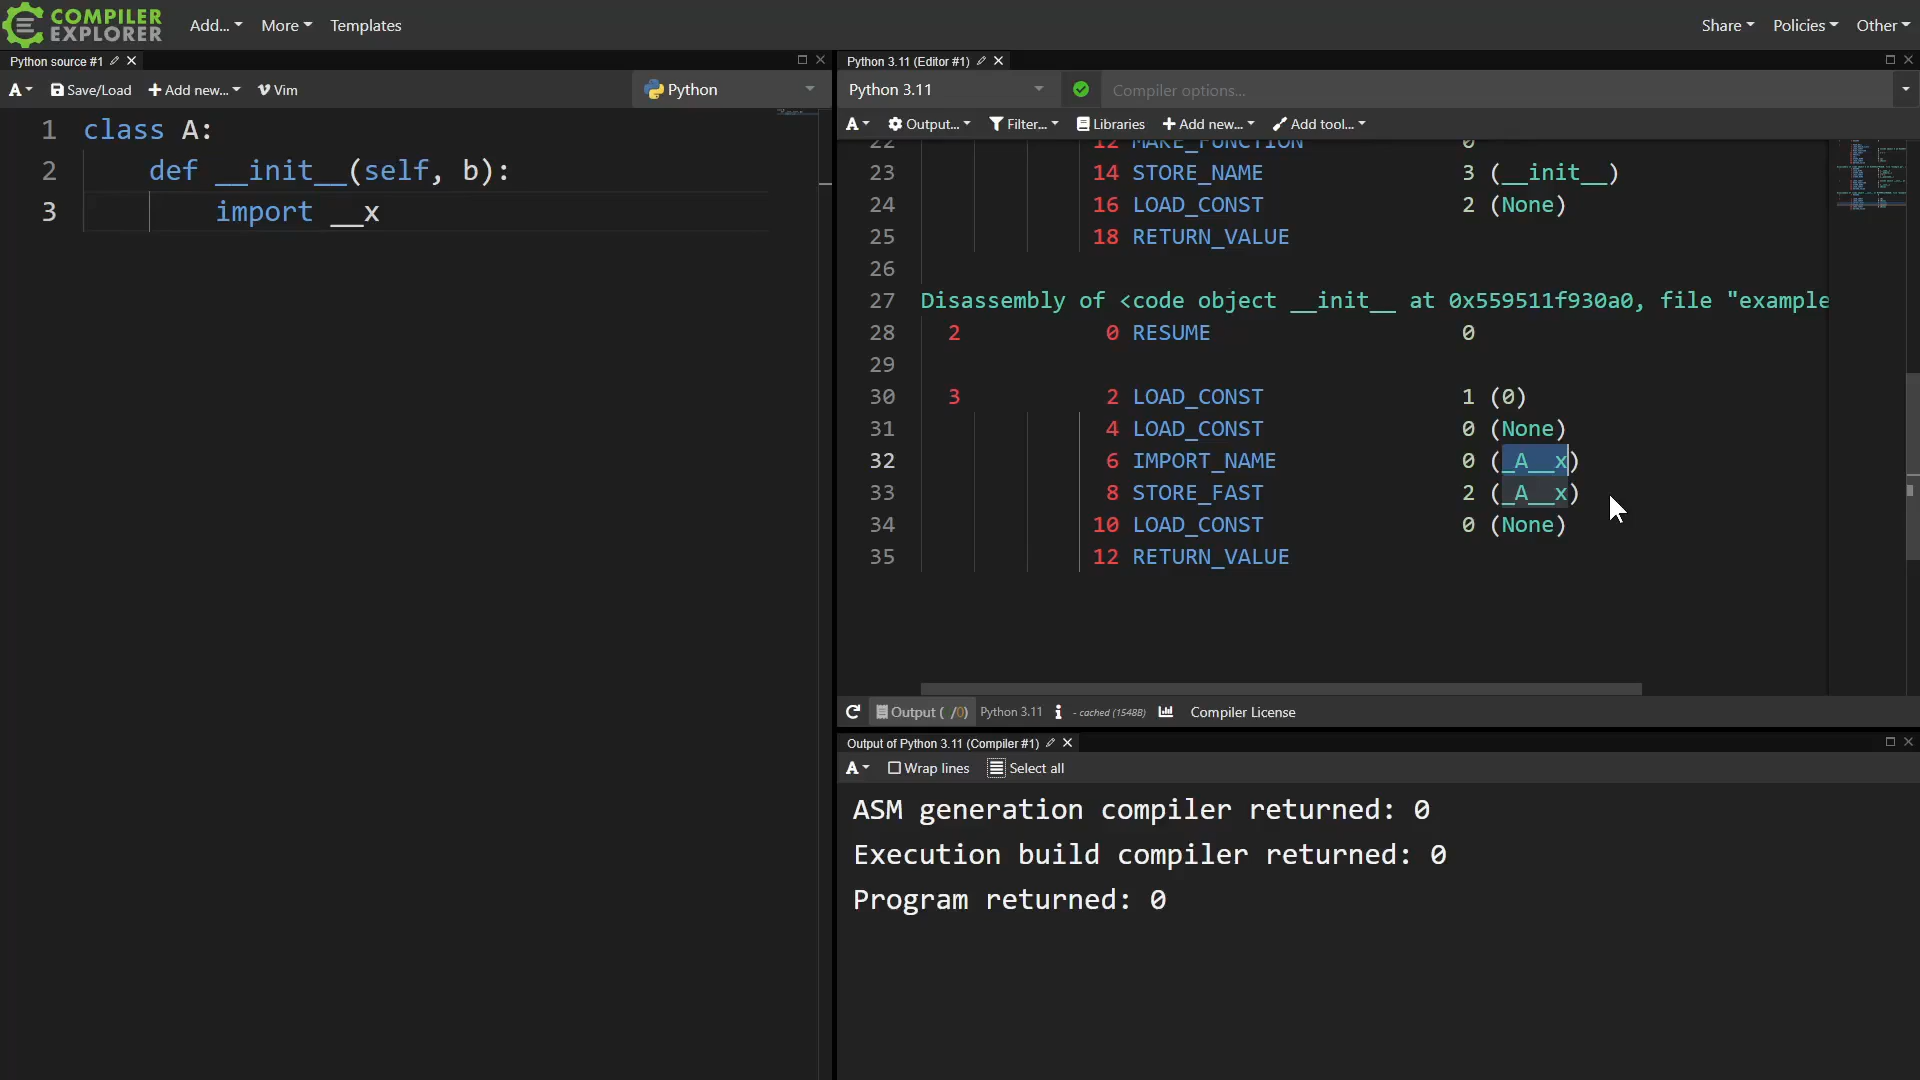 COMPILER
EXPLORER
Add...
More
Templates
Share
Policies
Other
Python source #1
A
Save/Load
Add new...
Vim
Python
1 class A:
2 def __init__(self, b):
3 import __x
Python 3.11 (Editor #1)
Python 3.11
Compiler options...
A
Output...
Filter...
Libraries
Add new...
Add tool...
22 12 MAKE_FUNCTION 0
23 14 STORE_NAME 3 (__init__)
24 16 LOAD_CONST 2 (None)
25 18 RETURN_VALUE
26
27 Disassembly of <code object __init__ at 0x559511f930a0, file "example
28 2 0 RESUME 0
29
30 3 2 LOAD_CONST 1 (0)
31 4 LOAD_CONST 0 (None)
32 6 IMPORT_NAME 0 (_A__x)
33 8 STORE_FAST 2 (_A__x)
34 10 LOAD_CONST 0 (None)
35 12 RETURN_VALUE
Output ( /0) Python 3.11 - cached (1548B) Compiler License
Output of Python 3.11 (Compiler #1)
A
Wrap lines
Select all
ASM generation compiler returned: 0
Execution build compiler returned: 0
Program returned: 0